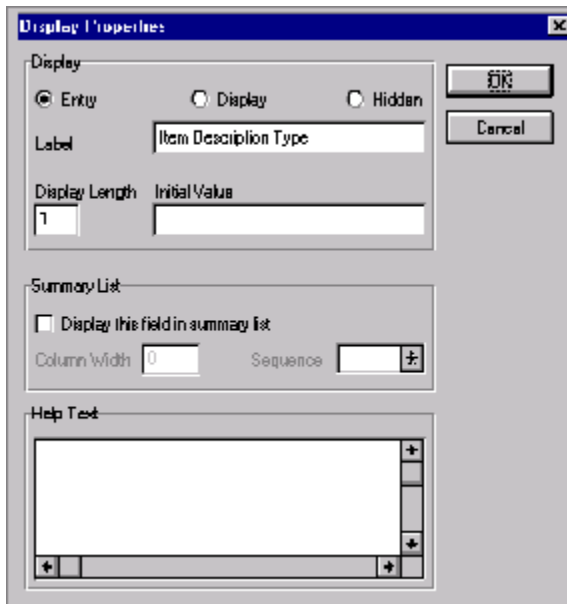 Display Properties
Display
Entry
Display
Hidden
OK
Cancel
Label
Item Description Type
Display Length
Initial Value
1
Summary List
Display this field in summary list
Column Width
0
Sequence
Help Text